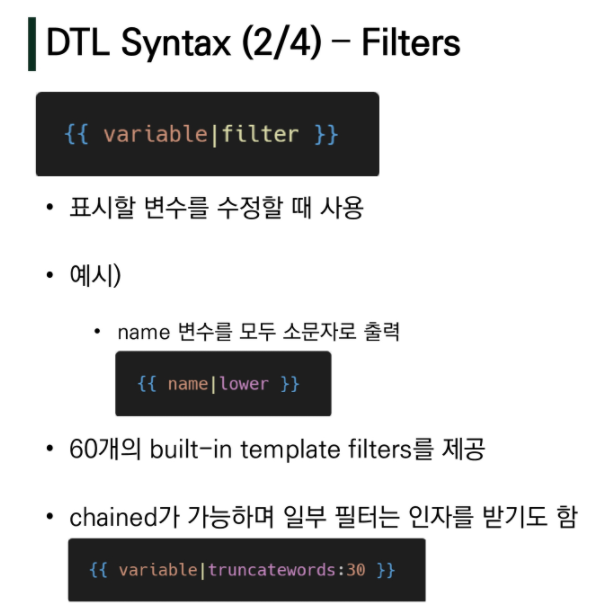 DTL Syntax (2/4) – Filters
{{ variable|filter }}
• 표시할 변수를 수정할 때 사용
• 예시)
• name 변수를 모두 소문자로 출력
{{ name|lower }}
• 60개의 built-in template filters를 제공
• chained가 가능하며 일부 필터는 인자를 받기도 함
{{ variable|truncatewords:30 }}